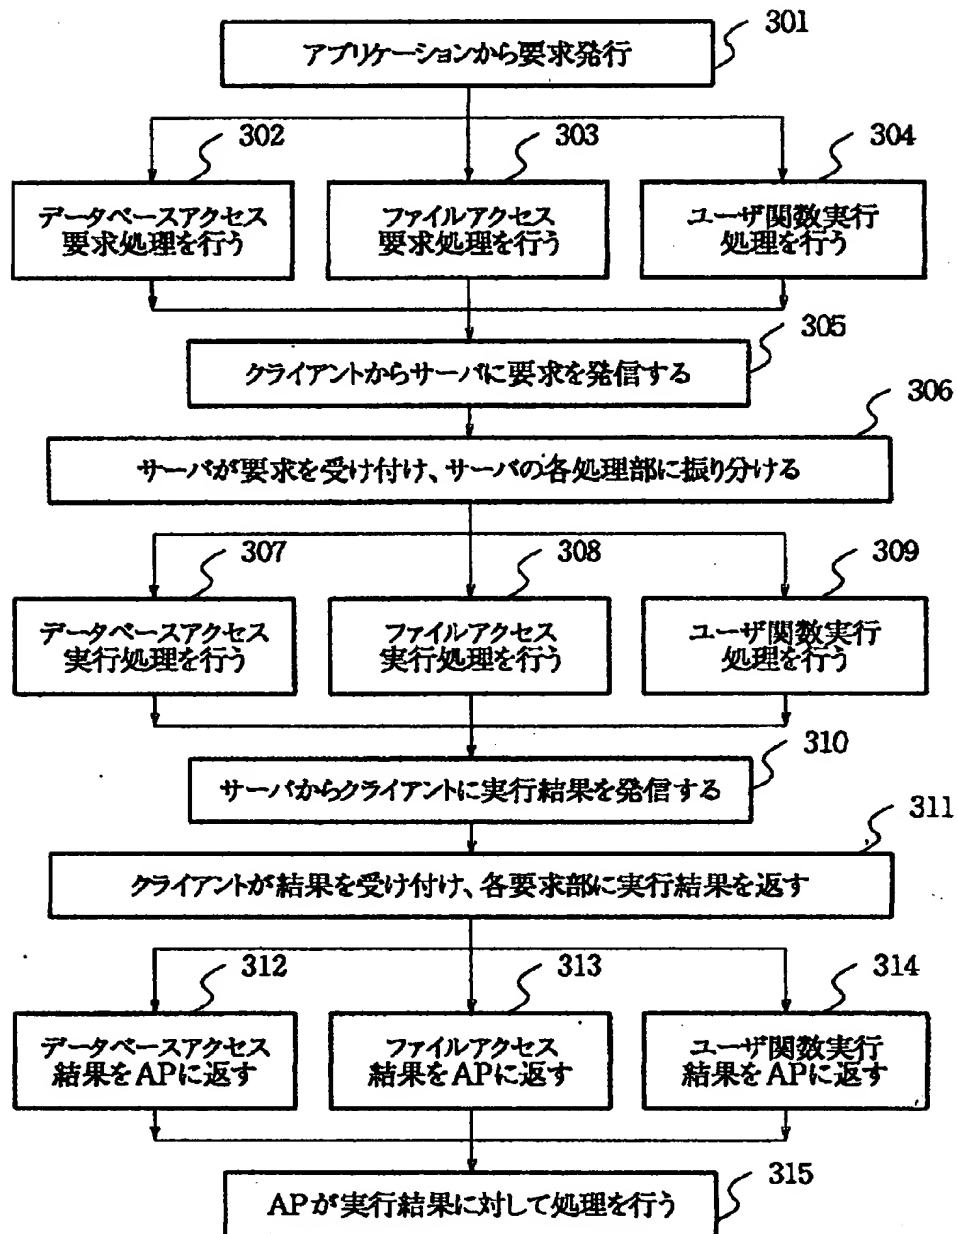 301
アプリケーションから要求発行
302
303
304
データベースアクセス
要求処理を行う
ファイルアクセス
要求処理を行う
ユーザ関数実行
処理を行う
305
クライアントからサーバに要求を発信する
306
サーバが要求を受け付け、サーバの各処理部に振り分ける
307
308
309
データベースアクセス
実行処理を行う
ファイルアクセス
実行処理を行う
ユーザ関数実行
処理を行う
310
サーバからクライアントに実行結果を発信する
311
クライアントが結果を受け付け、各要求部に実行結果を返す
312
313
314
データベースアクセス
結果をAPに返す
ファイルアクセス
結果をAPに返す
ユーザ関数実行
結果をAPに返す
315
APが実行結果に対して処理を行う